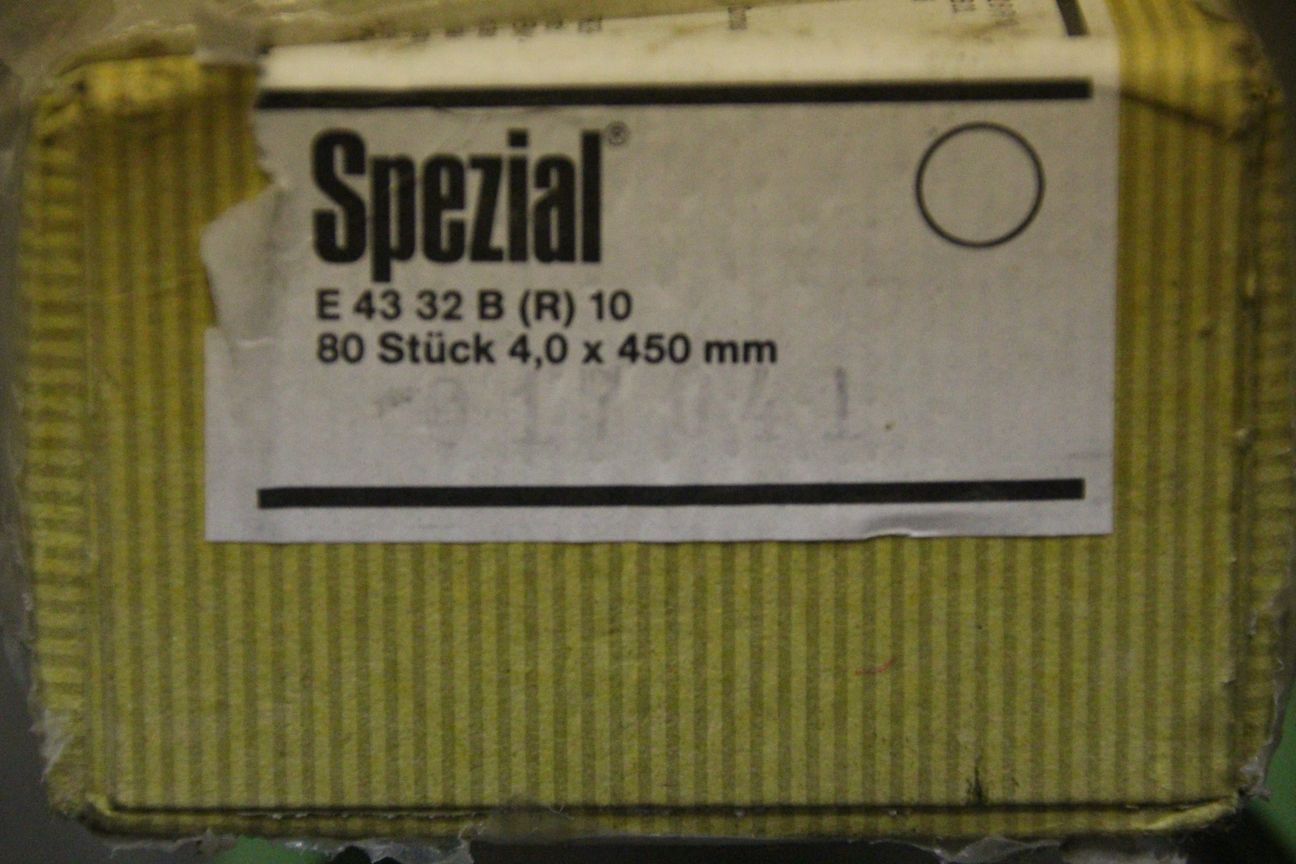 Spezial®
E 43 32 B (R) 10
80 Stück 4,0 x 450 mm